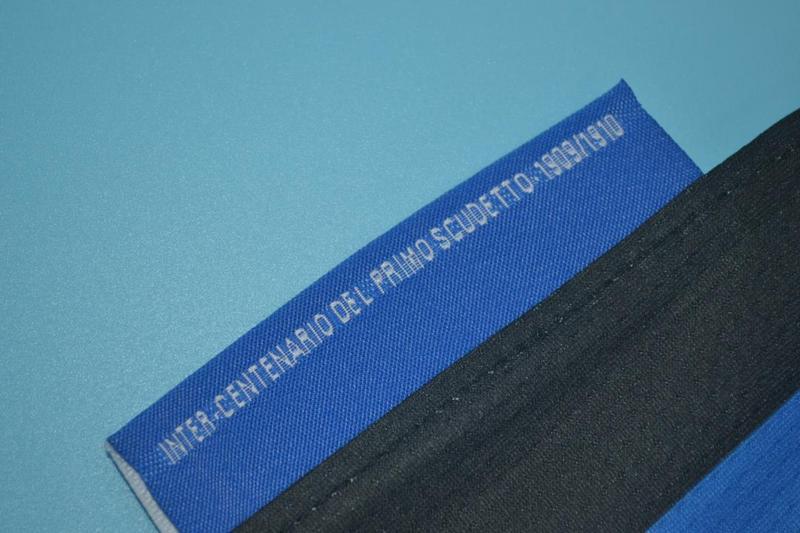 INTER-CENTENARIO DEL PRIMO SCUDETTO-1909/1910